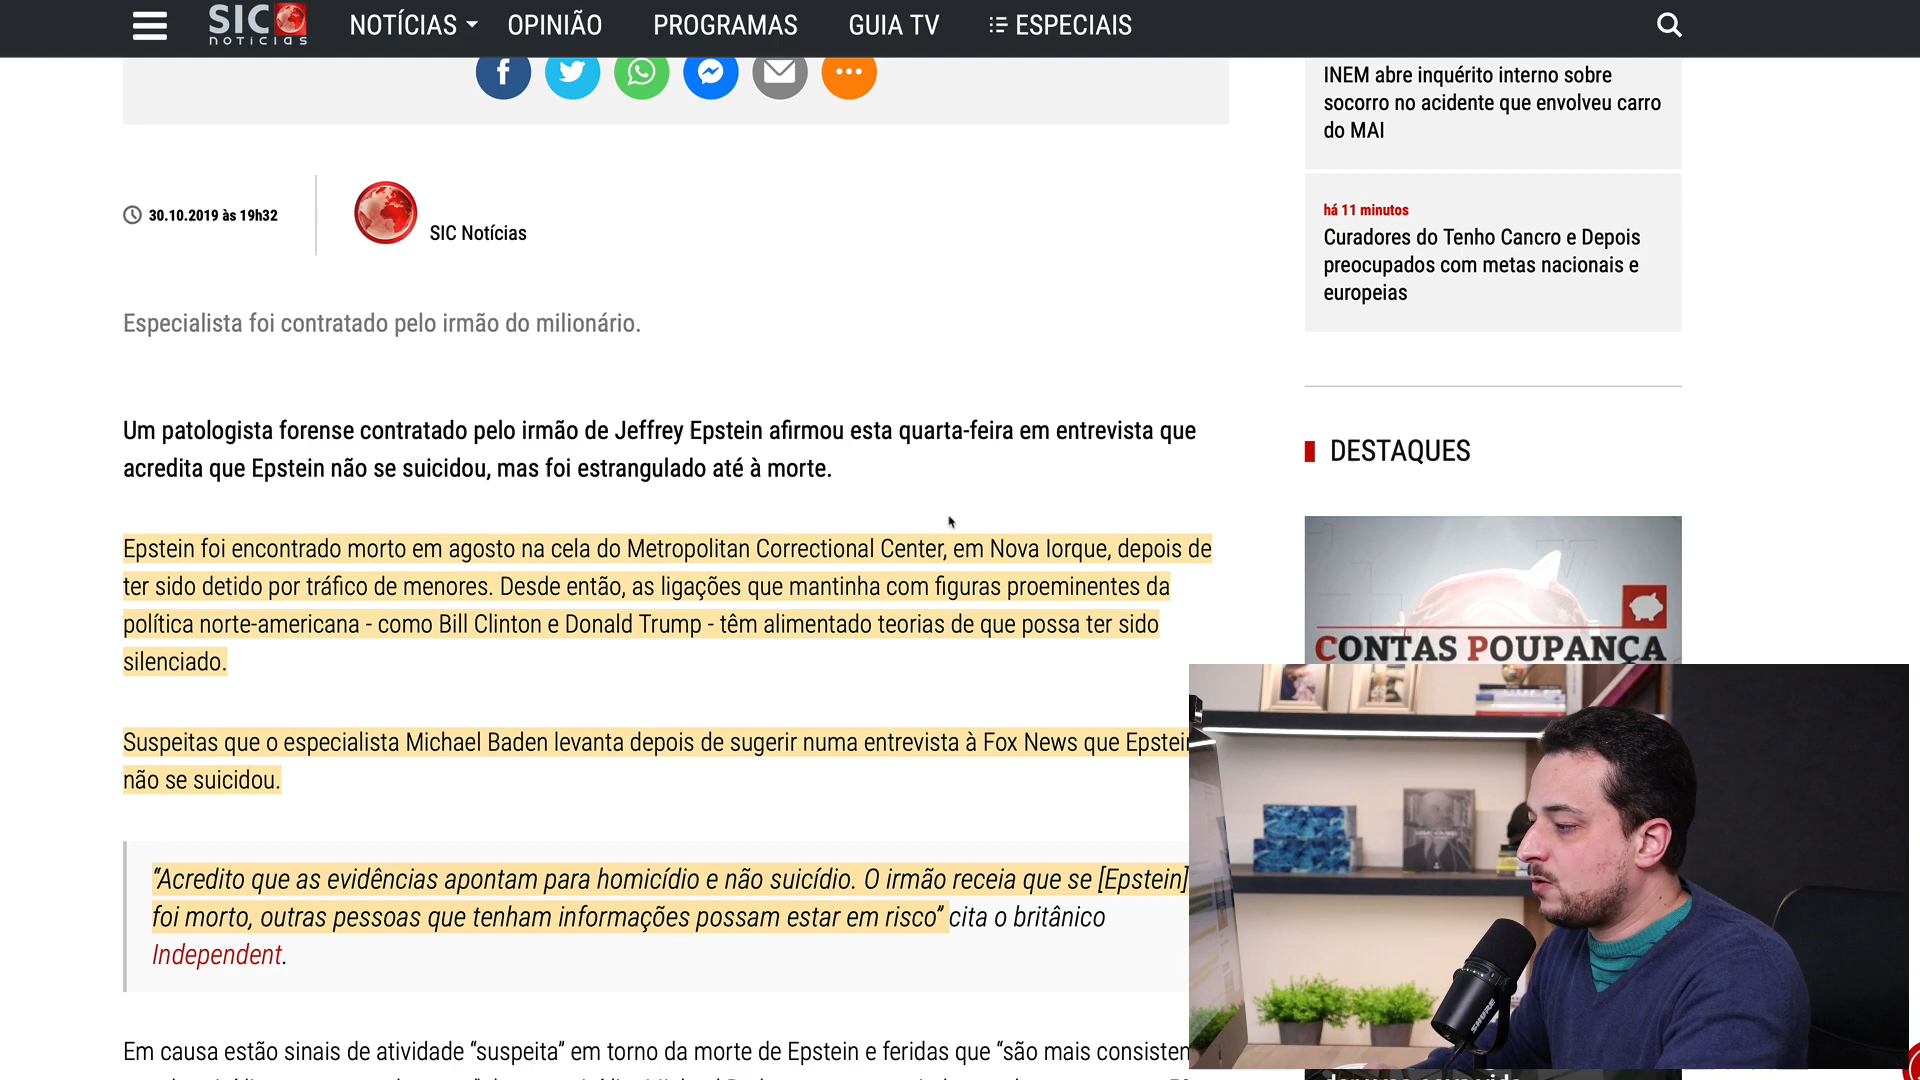 SIC
notícias
NOTÍCIAS
OPINIÃO
PROGRAMAS
GUIA TV
ESPECIAIS
30.10.2019 às 19h32
SIC Notícias
Especialista foi contratado pelo irmão do milionário.
Um patologista forense contratado pelo irmão de Jeffrey Epstein afirmou esta quarta-feira em entrevista que
acredita que Epstein não se suicidou, mas foi estrangulado até à morte.
Epstein foi encontrado morto em agosto na cela do Metropolitan Correctional Center, em Nova Iorque, depois de
ter sido detido por tráfico de menores. Desde então, as ligações que mantinha com figuras proeminentes da
política norte-americana - como Bill Clinton e Donald Trump - têm alimentado teorias de que possa ter sido
silenciado.
Suspeitas que o especialista Michael Baden levanta depois de sugerir numa entrevista à Fox News que Epstein
não se suicidou.
“Acredito que as evidências apontam para homicídio e não suicídio. O irmão receia que se [Epstein]
foi morto, outras pessoas que tenham informações possam estar em risco” cita o britânico
Independent.
Em causa estão sinais de atividade “suspeita” em torno da morte de Epstein e feridas que “são mais
INEM abre inquérito interno sobre
socorro no acidente que envolveu carro
do MAI
há 11 minutos
Curadores do Tenho Cancro e Depois
preocupados com metas nacionais e
europeias
DESTAQUES
CONTAS POUPANÇA
SHURE